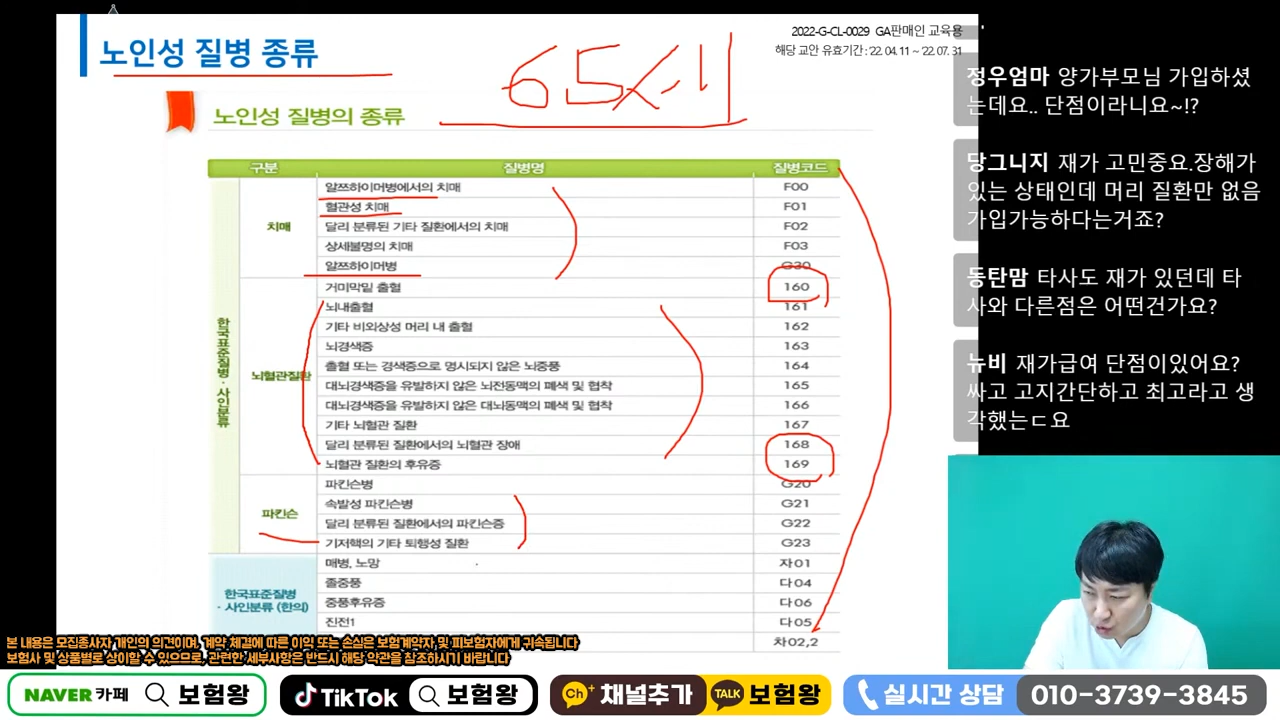 노인성 질병 종류
65세
2022-G-CL-0029 GA판매인 교육용
해당 교안 유효기간 : '22.04.11 ~ '22.07.31
노인성 질병의 종류
구분 질병명 질병코드
한국표준질병·사인분류
치매
알쯔하이머병에서의 치매 F00
혈관성 치매 F01
달리 분류된 기타 질환에서의 치매 F02
상세불명의 치매 F03
알쯔하이머병 G30
뇌혈관질환
거미막밑 출혈 160
뇌내출혈 161
기타 비외상성 머리 내 출혈 162
뇌경색증 163
출혈 또는 경색증으로 명시되지 않은 뇌중풍 164
대뇌경색증을 유발하지 않은 뇌전동맥의 폐색 및 협착 165
대뇌경색증을 유발하지 않은 대뇌동맥의 폐색 및 협착 166
기타 뇌혈관 질환 167
달리 분류된 질환에서의 뇌혈관 장애 168
뇌혈관 질환의 후유증 169
파킨슨
파킨슨병 G20
속발성 파킨슨병 G21
달리 분류된 질환에서의 파킨슨증 G22
기저핵의 기타 퇴행성 질환 G23
한국표준질병
·사인분류 (한의)
매병, 노망 자01
졸중풍 다04
중풍후유증 다06
진전1 다05
차02,2
정우엄마 양가부모님 가입하셨
는데요.. 단점이라니요~!?
당그니지 재가 고민중요.장해가
있는 상태인데 머리 질환만 없음
가입가능하다는거죠?
동탄맘 타사도 재가 있던데 타
사와 다른점은 어떤건가요?
뉴비 재가급여 단점이있어요?
싸고 고지간단하고 최고라고 생
각했는ㄷ요
본 내용은 모집종사자 개인의 의견이며, 계약 체결에 따른 이익 또는 손실은 보험계약자 및 피보험자에게 귀속됩니다
보험사 및 상품별로 상이할 수 있으므로, 관련한 세부사항은 반드시 해당 약관을 참조하시기 바랍니다
NAVER 카페 보험왕
TikTok 보험왕
Ch+ 채널추가 TALK 보험왕
실시간 상담 010-3739-3845